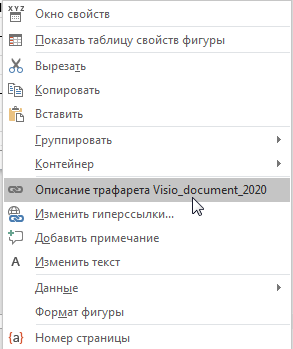 XYZ Окно свойств
Показать таблицу свойств фигуры
Вырезать
Копировать
Вставить
Группировать
Контейнер
Описание трафарета Visio_document_2020
Изменить гиперссылки...
Добавить примечание
A Изменить текст
Данные
Формат фигуры
{a} Номер страницы